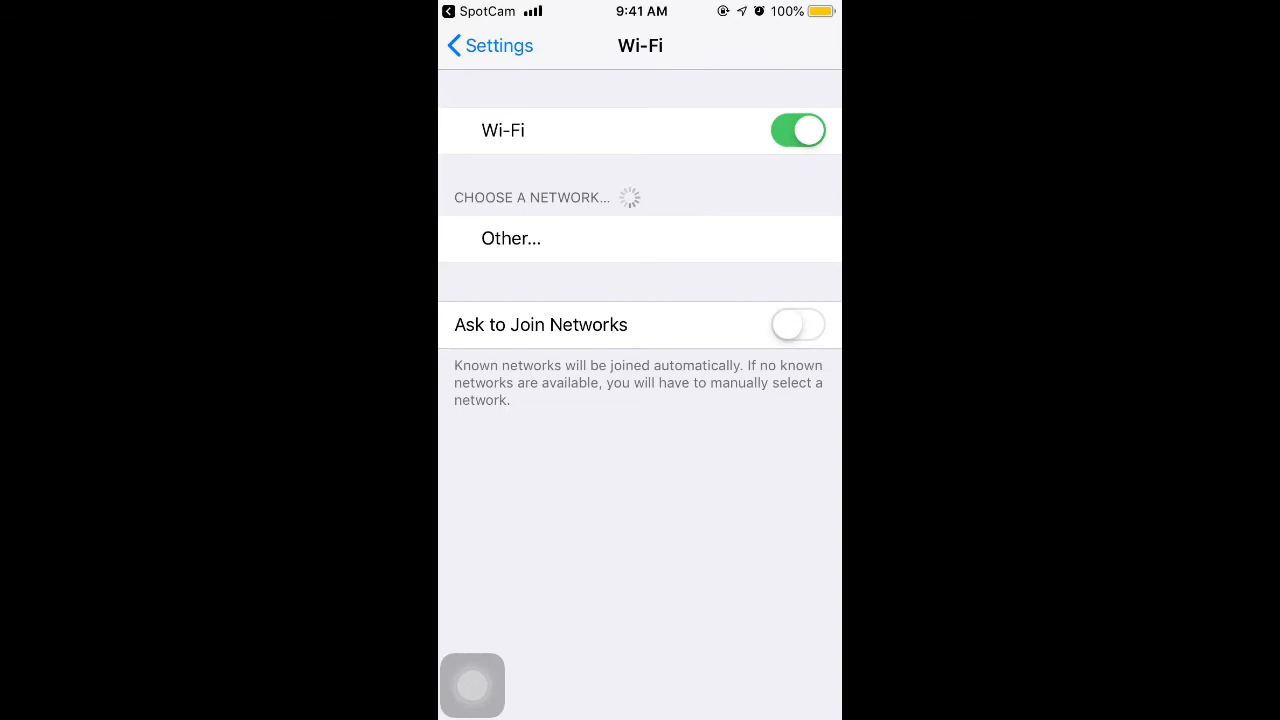 SpotCam 9:41 AM 100%
Settings Wi-Fi
Wi-Fi
CHOOSE A NETWORK...
Other...
Ask to Join Networks
Known networks will be joined automatically. If no known
networks are available, you will have to manually select a
network.